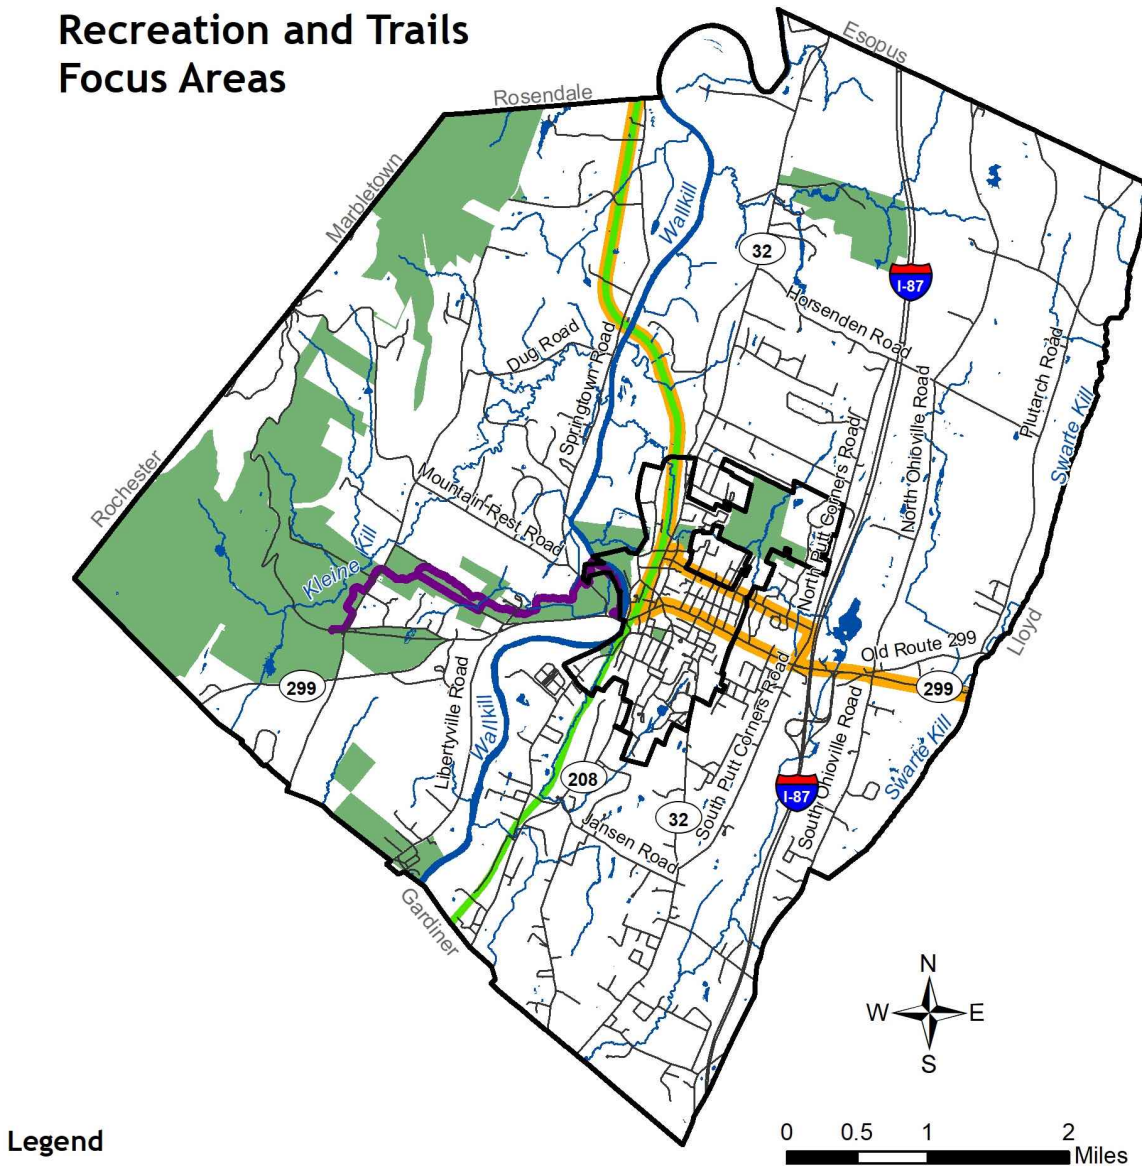 Recreation and Trails
Focus Areas
Esopus
Rosendale
Marbletown
Wallkill
32
I-87
Horsenden Road
Dug Road
Springtown Road
Plutarch Road
Swarte Kill
North Ohioville Road
North Putt Corners Road
Rochester
Mountain Rest Road
Kleine Kill
Lloyd
Old Route 299
299
299
Libertyville Road
Wallkill
South Putt Corners Road
Swarte Kill
208
I-87
South Ohioville Road
32
Jansen Road
Gardiner
N
W
E
S
Legend
0 0.5 1 2
Miles